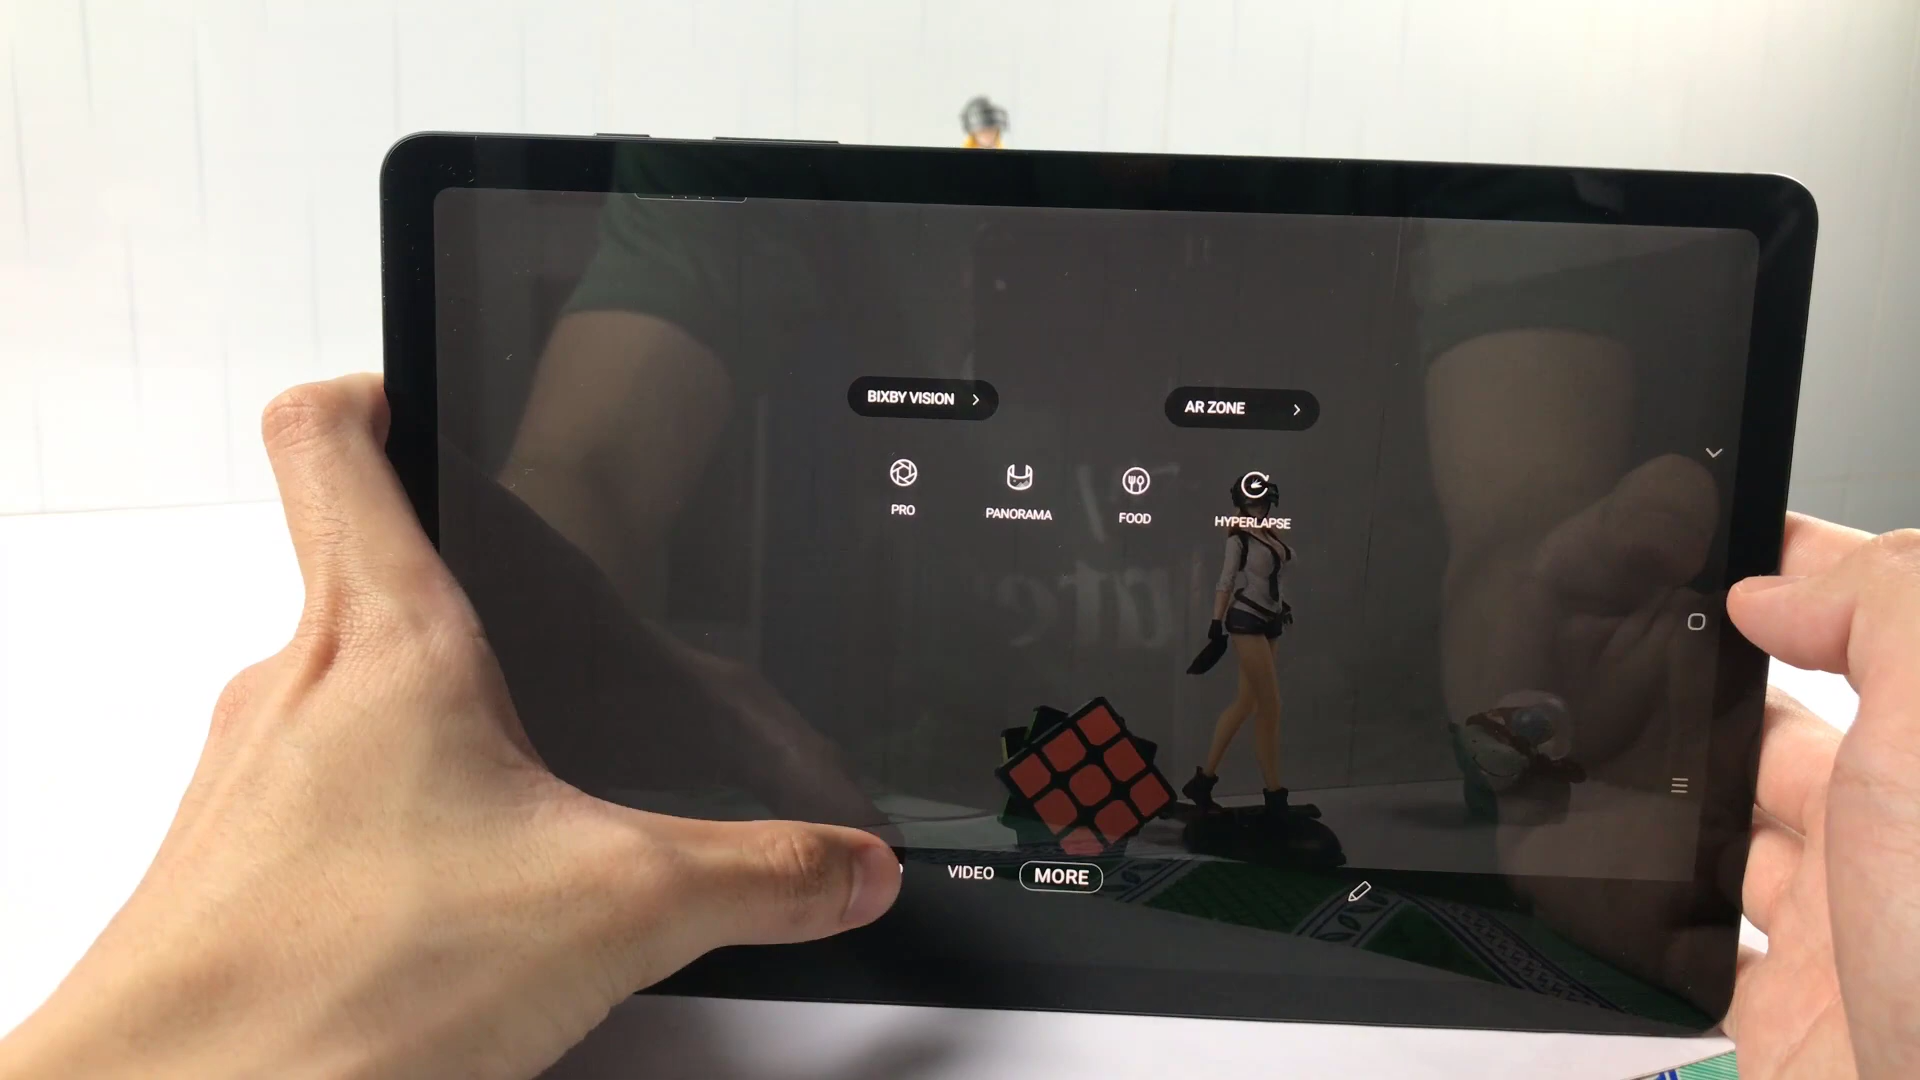 BIXBY VISION
AR ZONE
PRO
PANORAMA
FOOD
HYPERLAPSE
VIDEO
MORE